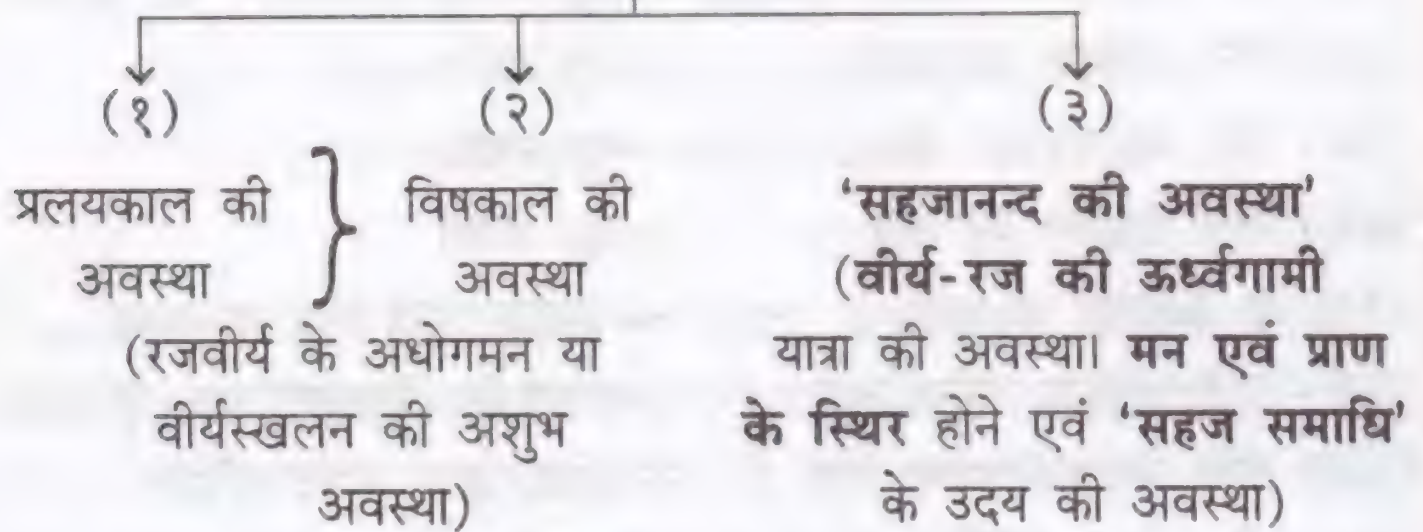 (१)
(२)
(३)
प्रलयकाल की
अवस्था
विषकाल की
अवस्था
(रजवीर्य के अधोगमन या
वीर्यस्खलन की अशुभ
अवस्था)
‘सहजानन्द की अवस्था’
(वीर्य-रज की ऊर्ध्वगामी
यात्रा की अवस्था। मन एवं प्राण
के स्थिर होने एवं ‘सहज समाधि’
के उदय की अवस्था)